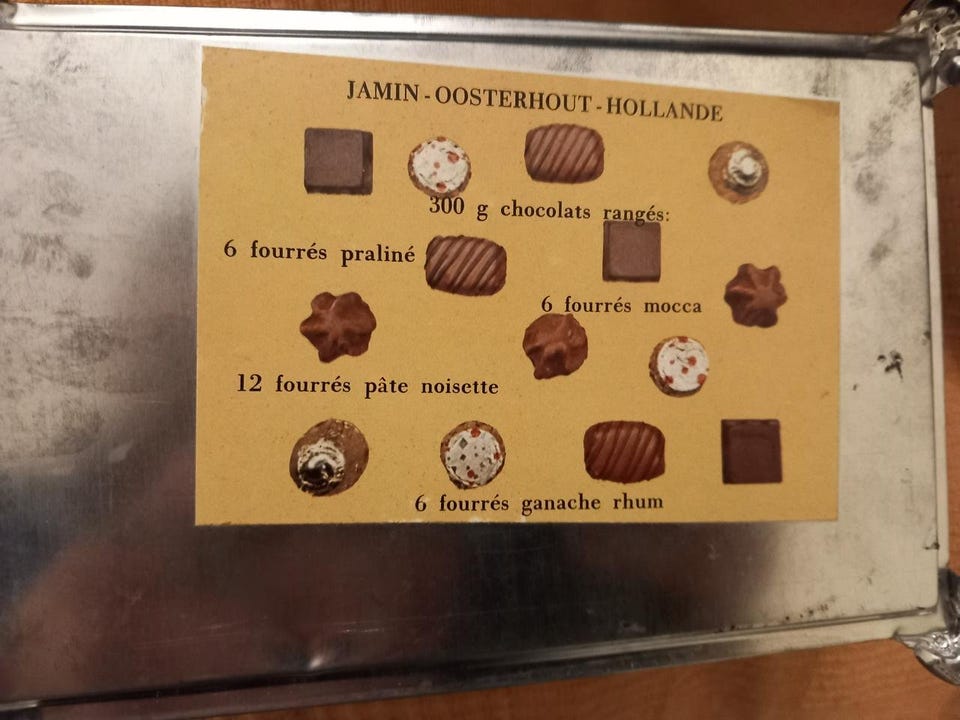 JAMIN - OOSTERHOUT - HOLLANDE
300 g chocolats rangés:
6 fourrés praliné
6 fourrés mocca
12 fourrés pâte noisette
6 fourrés ganache rhum